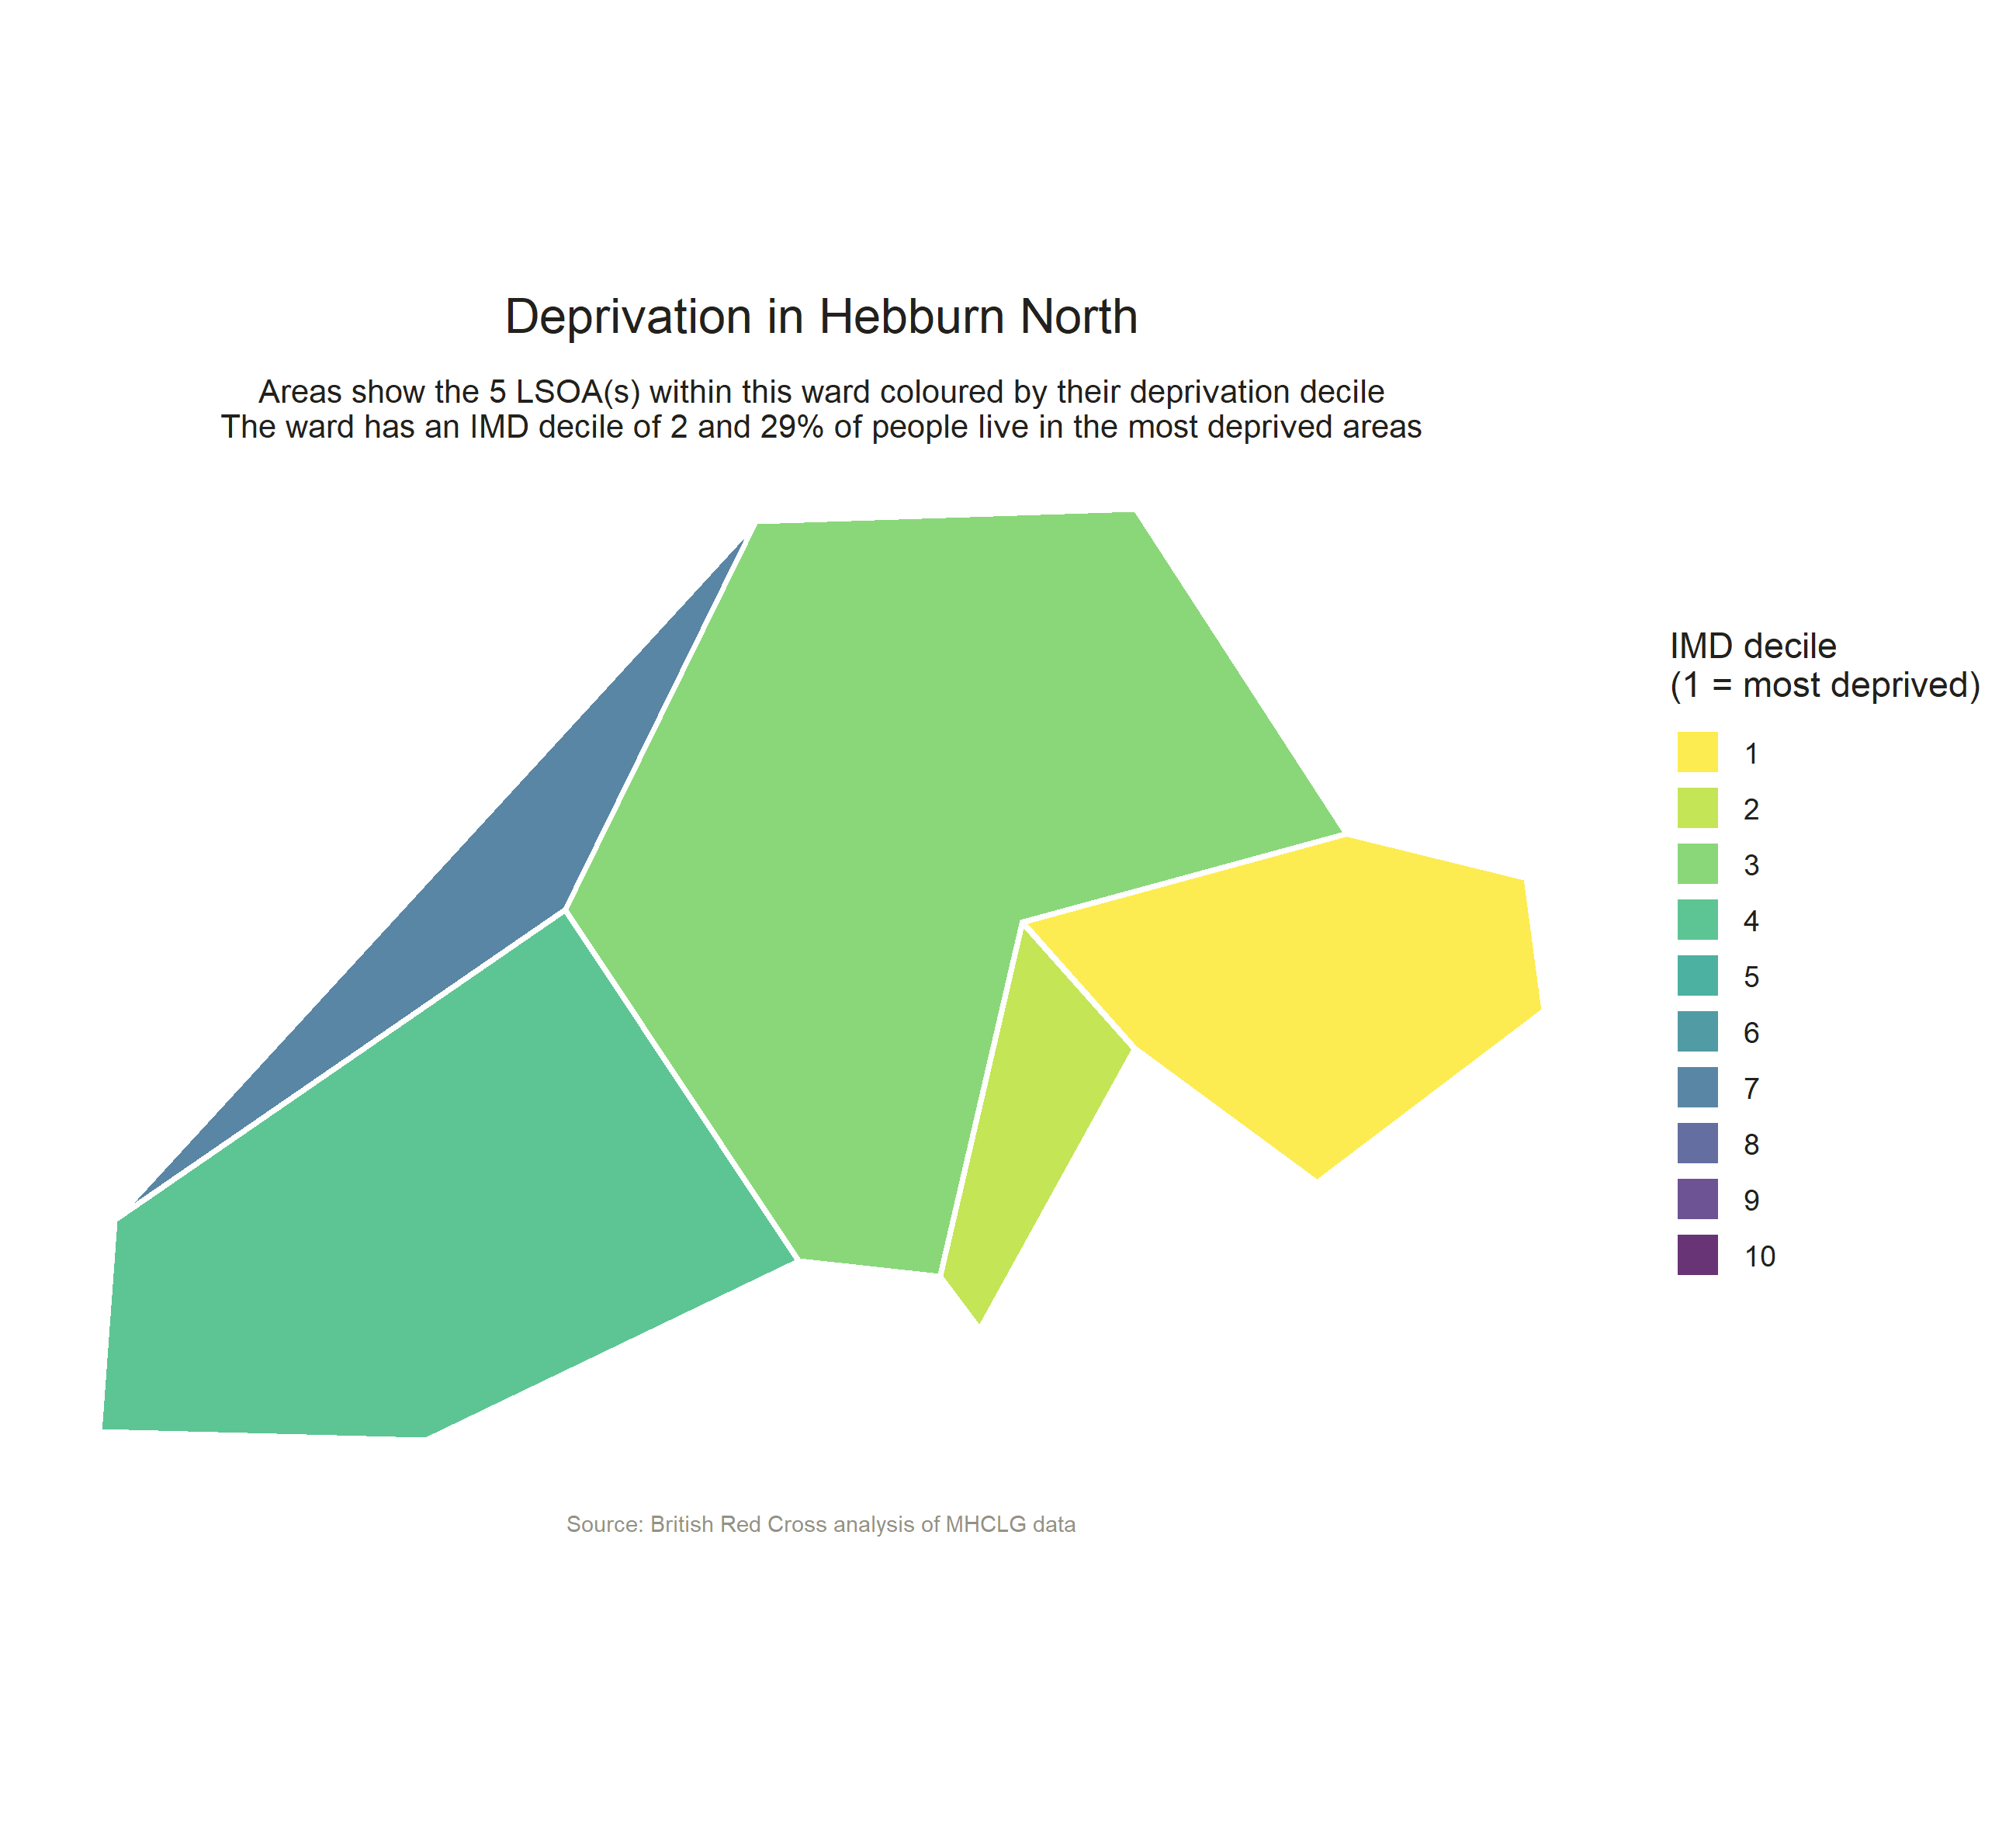 Deprivation in Hebburn North
Areas show the 5 LSOA(s) within this ward coloured by their deprivation decile
The ward has an IMD decile of 2 and 29% of people live in the most deprived areas
IMD decile
(1 = most deprived)
1
2
3
4
5
6
7
8
9
10
Source: British Red Cross analysis of MHCLG data